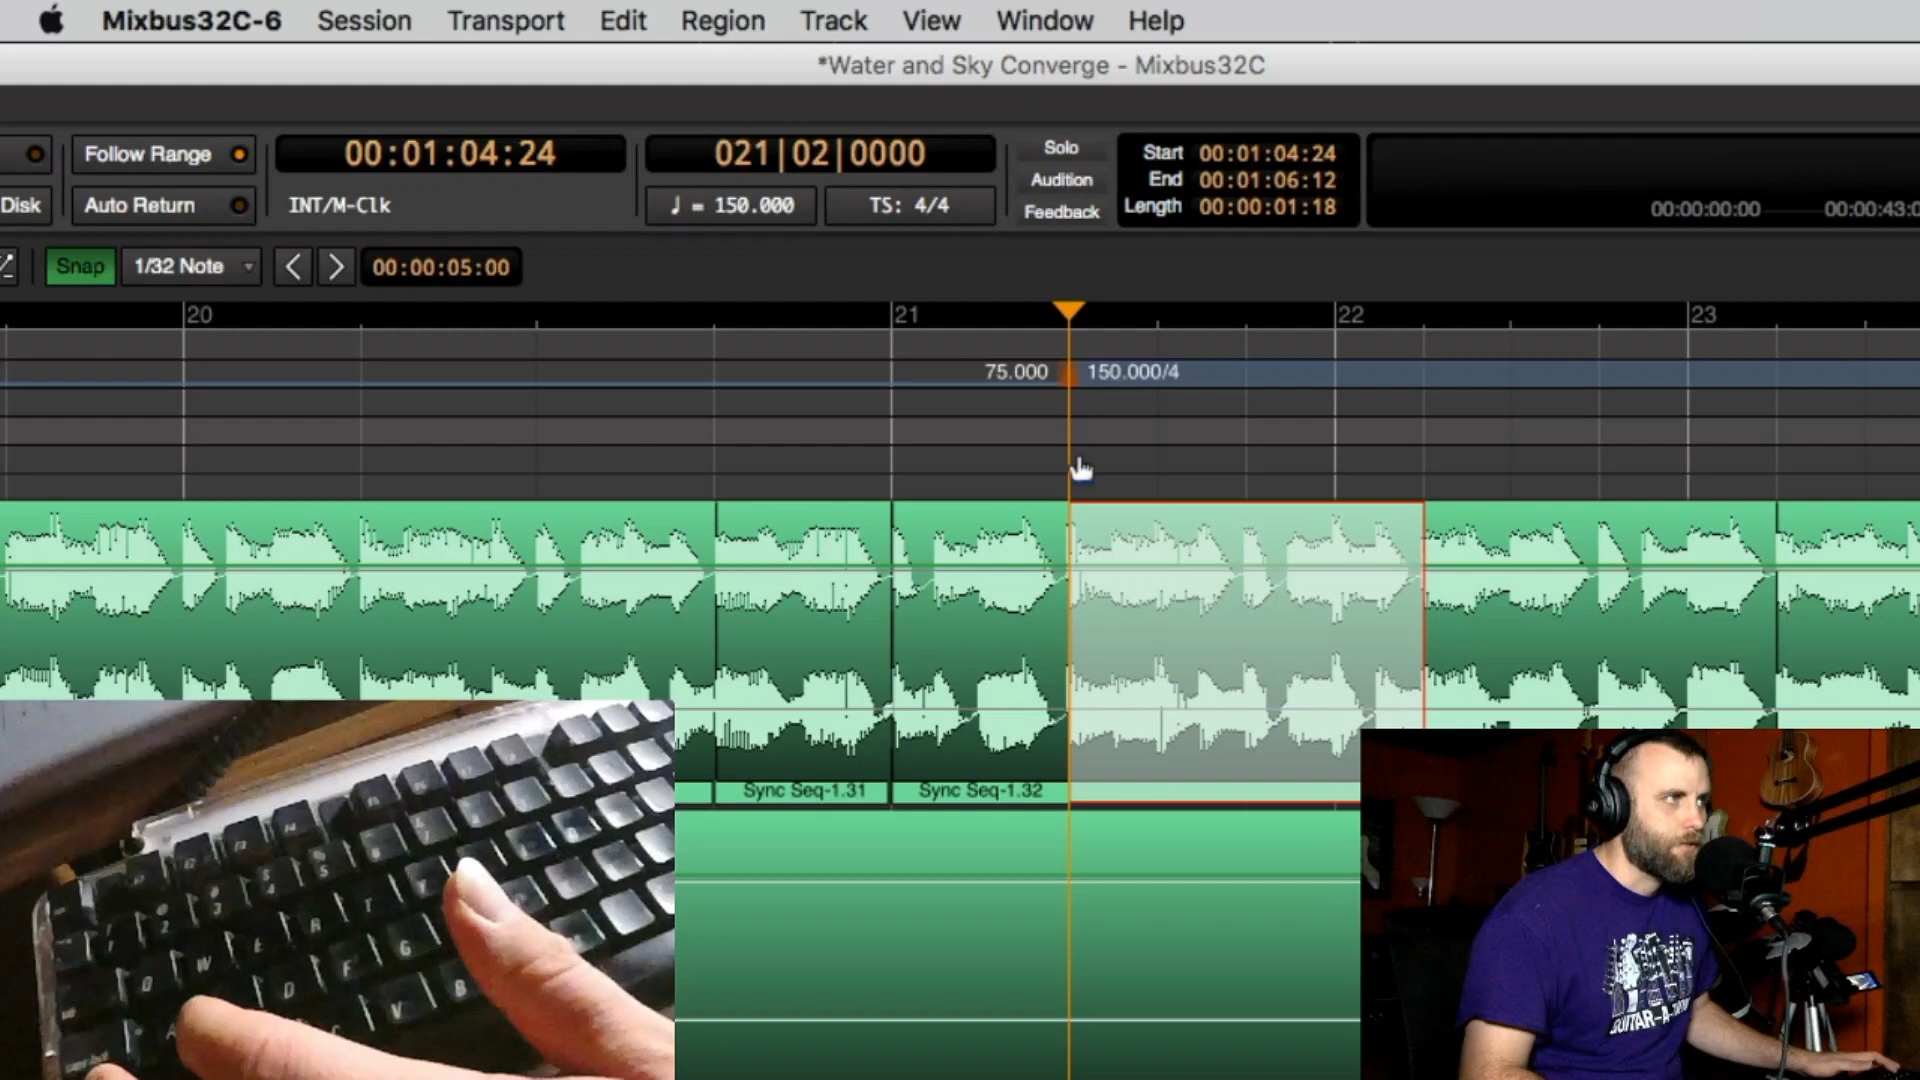 Mixbus32C-6 Session Transport Edit Region Track View Window Help
*Water and Sky Converge - Mixbus32C
Follow Range 00:01:04:24 021|02|0000 Solo Start 00:01:04:24
Audition End 00:01:06:12
Disk Auto Return INT/M-Clk ♩ = 150.000 TS: 4/4 Feedback Length 00:00:01:18 00:00:00:00 00:00:43:0
Snap 1/32 Note 00:00:05:00
20 21 22 23
75.000 150.000/4
Sync Seq-1.31 Sync Seq-1.32